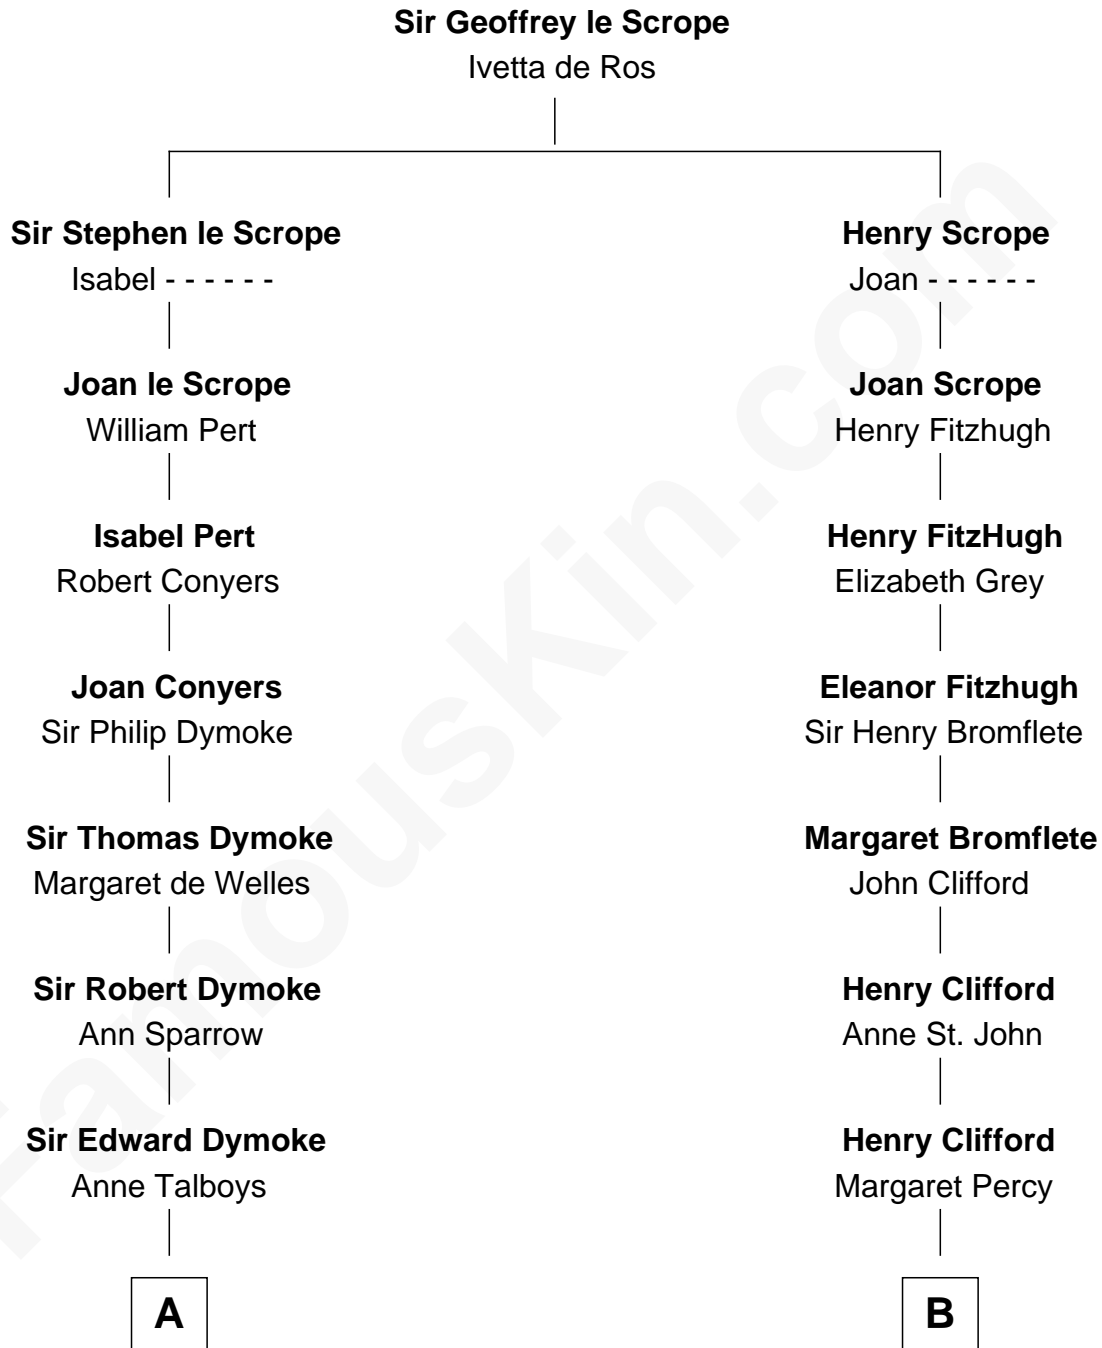 Sir Geoffrey le Scrope
Ivetta de Ros
Sir Stephen le Scrope
Isabel - - - - - -
Joan le Scrope
William Pert
Isabel Pert
Robert Conyers
Joan Conyers
Sir Philip Dymoke
Sir Thomas Dymoke
Margaret de Welles
Sir Robert Dymoke
Ann Sparrow
Sir Edward Dymoke
Anne Talboys
A
Henry Scrope
Joan - - - - - -
Joan Scrope
Henry Fitzhugh
Henry FitzHugh
Elizabeth Grey
Eleanor Fitzhugh
Sir Henry Bromflete
Margaret Bromflete
John Clifford
Henry Clifford
Anne St. John
Henry Clifford
Margaret Percy
B
FamousKin.com